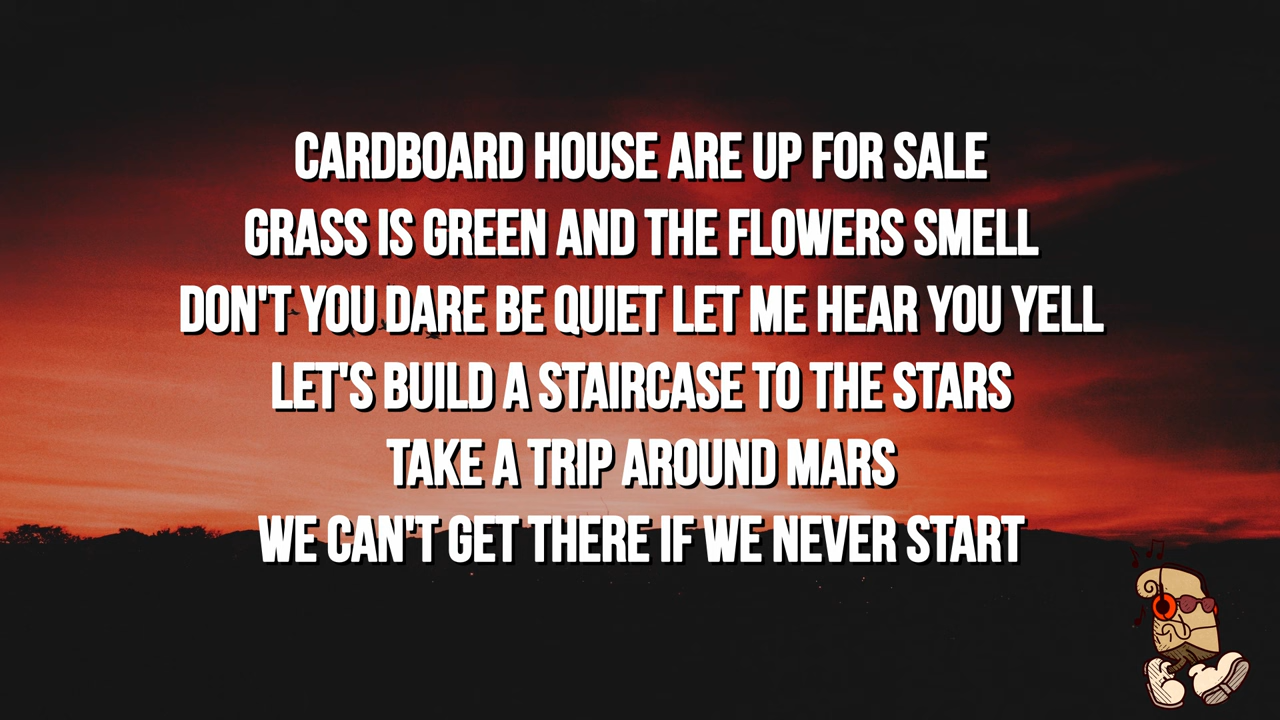 CARDBOARD HOUSE ARE UP FOR SALE
GRASS IS GREEN AND THE FLOWERS SMELL
DON'T YOU DARE BE QUIET LET ME HEAR YOU YELL
LET'S BUILD A STAIRCASE TO THE STARS
TAKE A TRIP AROUND MARS
WE CAN'T GET THERE IF WE NEVER START